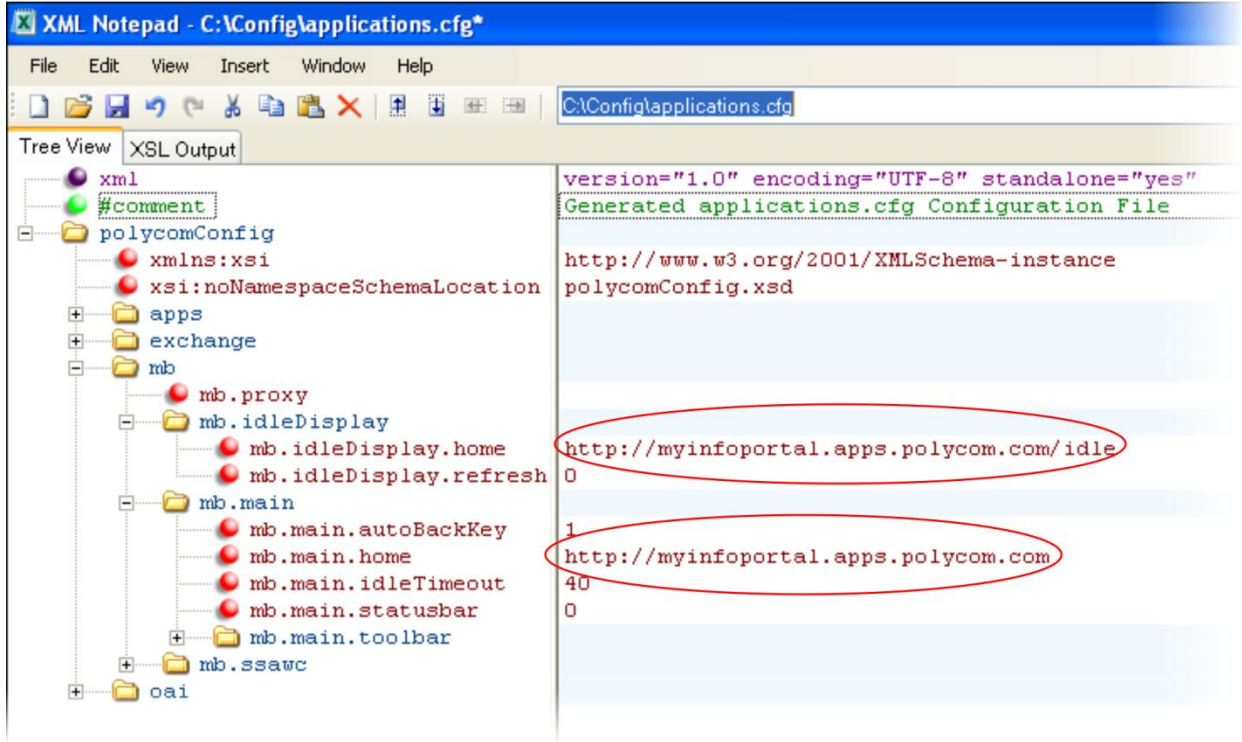 XML Notepad - C:\Config\applications.cfg*
File Edit View Insert Window Help
C:\Config\applications.cfg
Tree View XSL Output
xml version="1.0" encoding="UTF-8" standalone="yes"
#comment Generated applications.cfg Configuration File
polycomConfig
xmlns:xsi http://www.w3.org/2001/XMLSchema-instance
xsi:noNamespaceSchemaLocation polycomConfig.xsd
apps
exchange
mb
mb.proxy
mb.idleDisplay
mb.idleDisplay.home http://myinfoportal.apps.polycom.com/idle
mb.idleDisplay.refresh 0
mb.main
mb.main.autoBackKey 1
mb.main.home http://myinfoportal.apps.polycom.com
mb.main.idleTimeout 40
mb.main.statusbar 0
mb.main.toolbar
mb.ssawc
oai